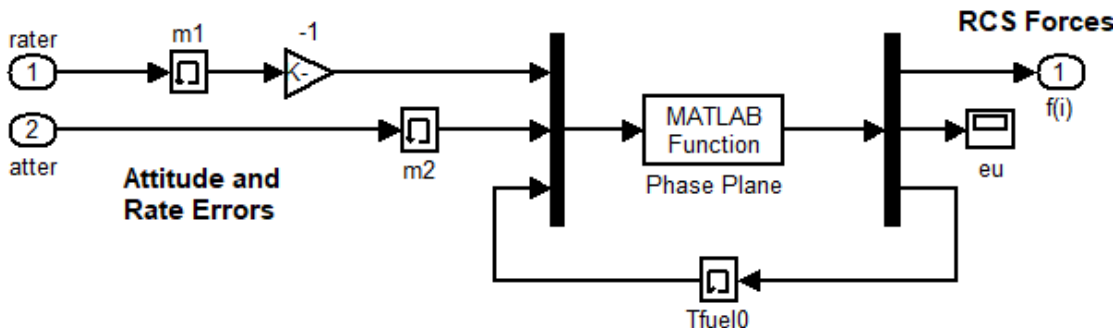 RCS Forces
rater
m1
-1
1
K-
1
f(i)
2
atter
m2
MATLAB
Function
Phase Plane
eu
Attitude and
Rate Errors
Tfuel0